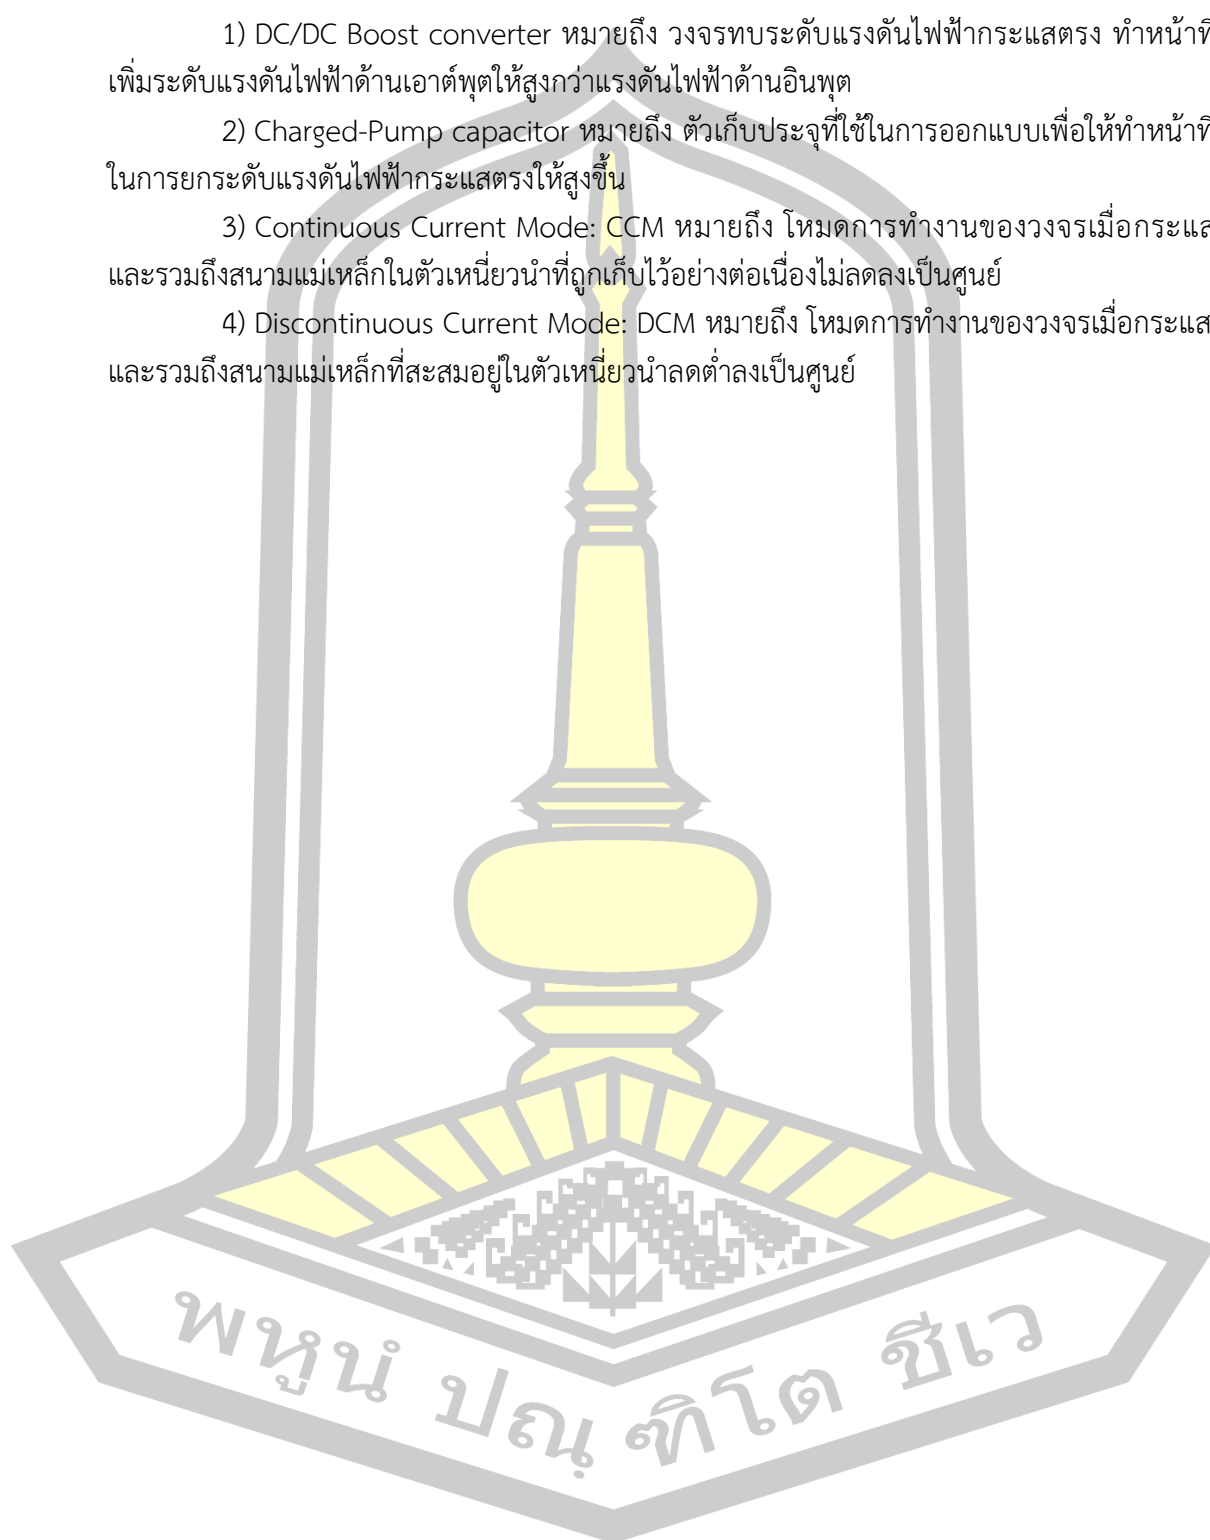 1) DC/DC Boost converter หมายถึง วงจรทบระดับแรงดันไฟฟ้ากระแสตรง ทำหน้าที่
เพิ่มระดับแรงดันไฟฟ้าด้านเอาต์พุตให้สูงกว่าแรงดันไฟฟ้าด้านอินพุต
2) Charged-Pump capacitor หมายถึง ตัวเก็บประจุที่ใช้ในการออกแบบเพื่อให้ทำหน้าที่
ในการยกระดับแรงดันไฟฟ้ากระแสตรงให้สูงขึ้น
3) Continuous Current Mode: CCM หมายถึง โหมดการทำงานของวงจรเมื่อกระแส
และรวมถึงสนามแม่เหล็กในตัวเหนี่ยวนำที่ถูกเก็บไว้อย่างต่อเนื่องไม่ลดลงเป็นศูนย์
4) Discontinuous Current Mode: DCM หมายถึง โหมดการทำงานของวงจรเมื่อกระแส
และรวมถึงสนามแม่เหล็กที่สะสมอยู่ในตัวเหนี่ยวนำลดต่ำลงเป็นศูนย์
พหูนํ ปณฺฑิโต ชีเว